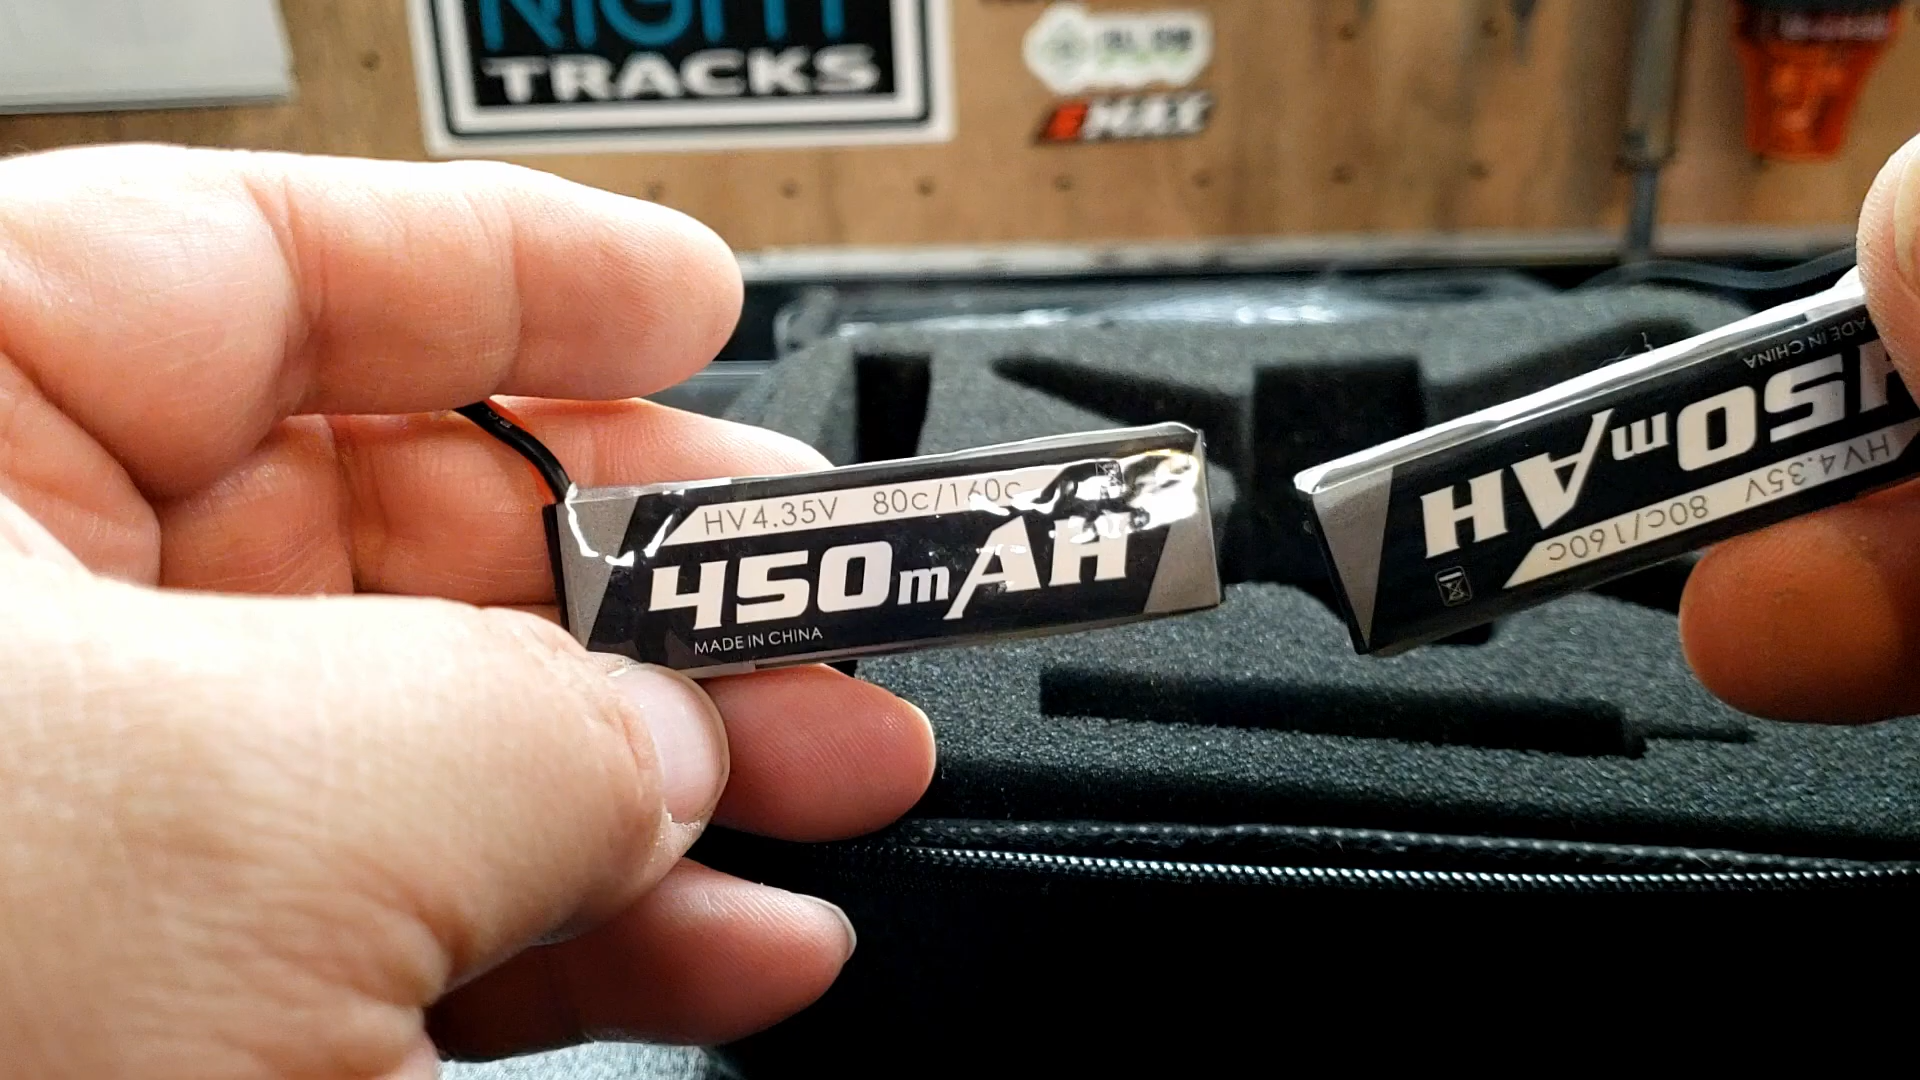 TRACKS
EMAX
HV4.35V 80c/160c
450mAH
MADE IN CHINA
MADE IN CHINA
450mAH
HV4.35V 80c/160c